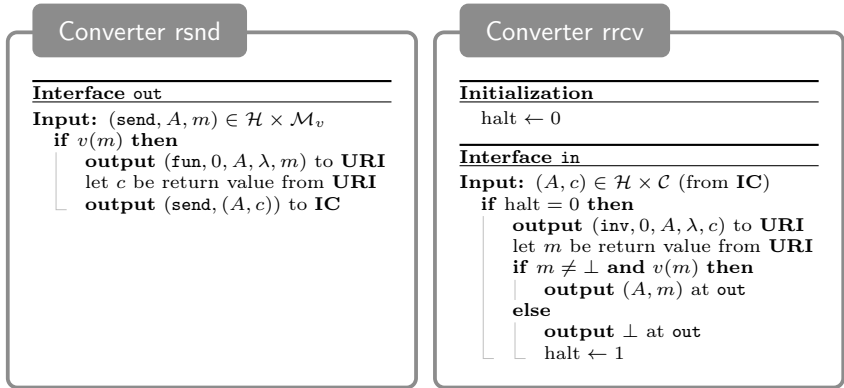 Converter rsnd
Interface out
Input: (send, A, m) ∈ ℋ × ℳ_v
if v(m) then
output (fun, 0, A, λ, m) to URI
let c be return value from URI
output (send, (A, c)) to IC
Converter rrcv
Initialization
halt ← 0
Interface in
Input: (A, c) ∈ ℋ × 𝒞 (from IC)
if halt = 0 then
output (inv, 0, A, λ, c) to URI
let m be return value from URI
if m ≠ ⊥ and v(m) then
output (A, m) at out
else
output ⊥ at out
halt ← 1